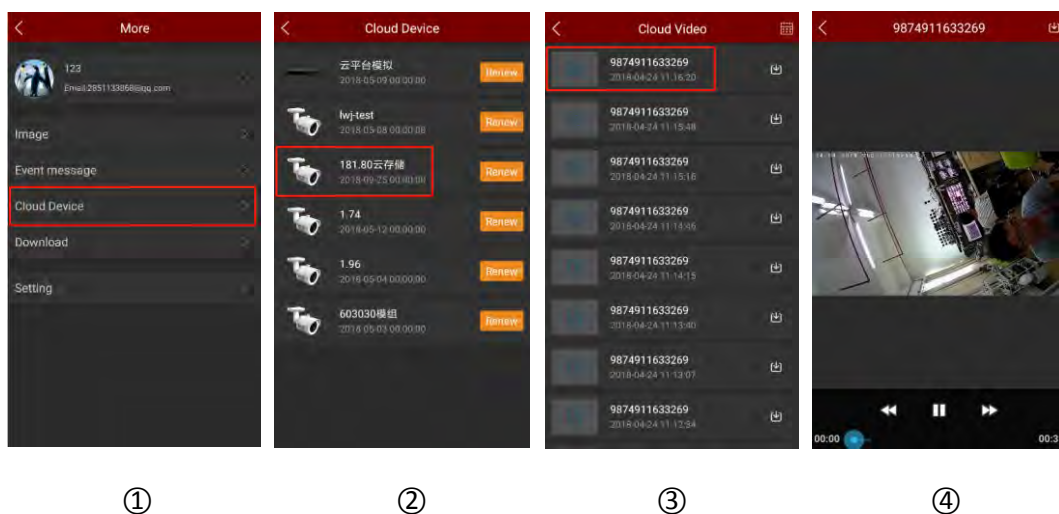 More
123
Email:2851133868@qq.com
Image
Event message
Cloud Device
Download
Setting
①
Cloud Device
云平台模拟
2018-05-09 00:00:00
Renew
lwj-test
2018-05-08 00:00:00
Renew
181.80云存储
2018-09-25 00:00:00
Renew
1.74
2018-05-12 00:00:00
Renew
1.96
2018-05-04 00:00:00
Renew
603030模组
2018-05-03 00:00:00
Renew
②
Cloud Video
9874911633269
2018-04-24 11:16:20
9874911633269
2018-04-24 11:15:48
9874911633269
2018-04-24 11:15:16
9874911633269
2018-04-24 11:14:46
9874911633269
2018-04-24 11:14:15
9874911633269
2018-04-24 11:13:40
9874911633269
2018-04-24 11:13:07
9874911633269
2018-04-24 11:12:34
③
9874911633269
00:00
00:3
④